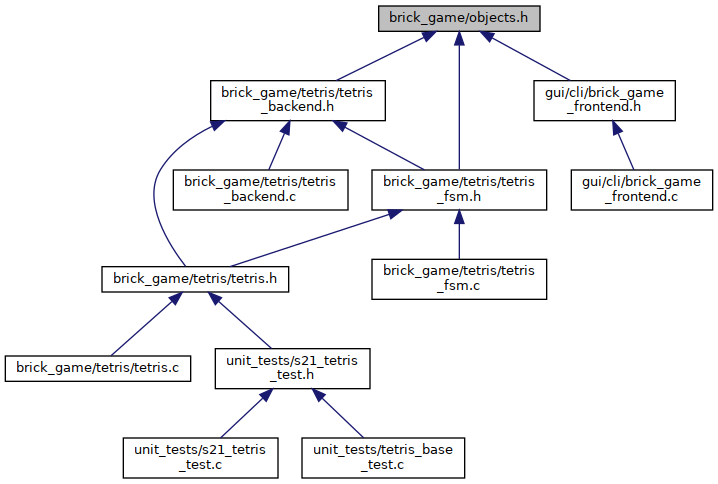 brick_game/objects.h
brick_game/tetris/tetris
_backend.h
gui/cli/brick_game
_frontend.h
brick_game/tetris/tetris
_backend.c
brick_game/tetris/tetris
_fsm.h
gui/cli/brick_game
_frontend.c
brick_game/tetris/tetris.h
brick_game/tetris/tetris
_fsm.c
brick_game/tetris/tetris.c
unit_tests/s21_tetris
_test.h
unit_tests/s21_tetris
_test.c
unit_tests/tetris_base
_test.c